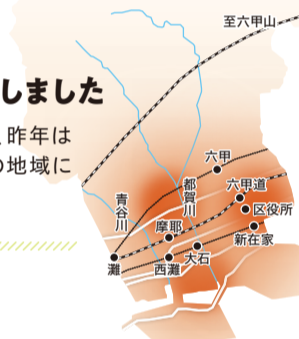 至六甲山
しました
、昨年は
の地域に
六甲
都賀川
六甲道
青谷川
区役所
摩耶
新在家
大石
灘
西灘